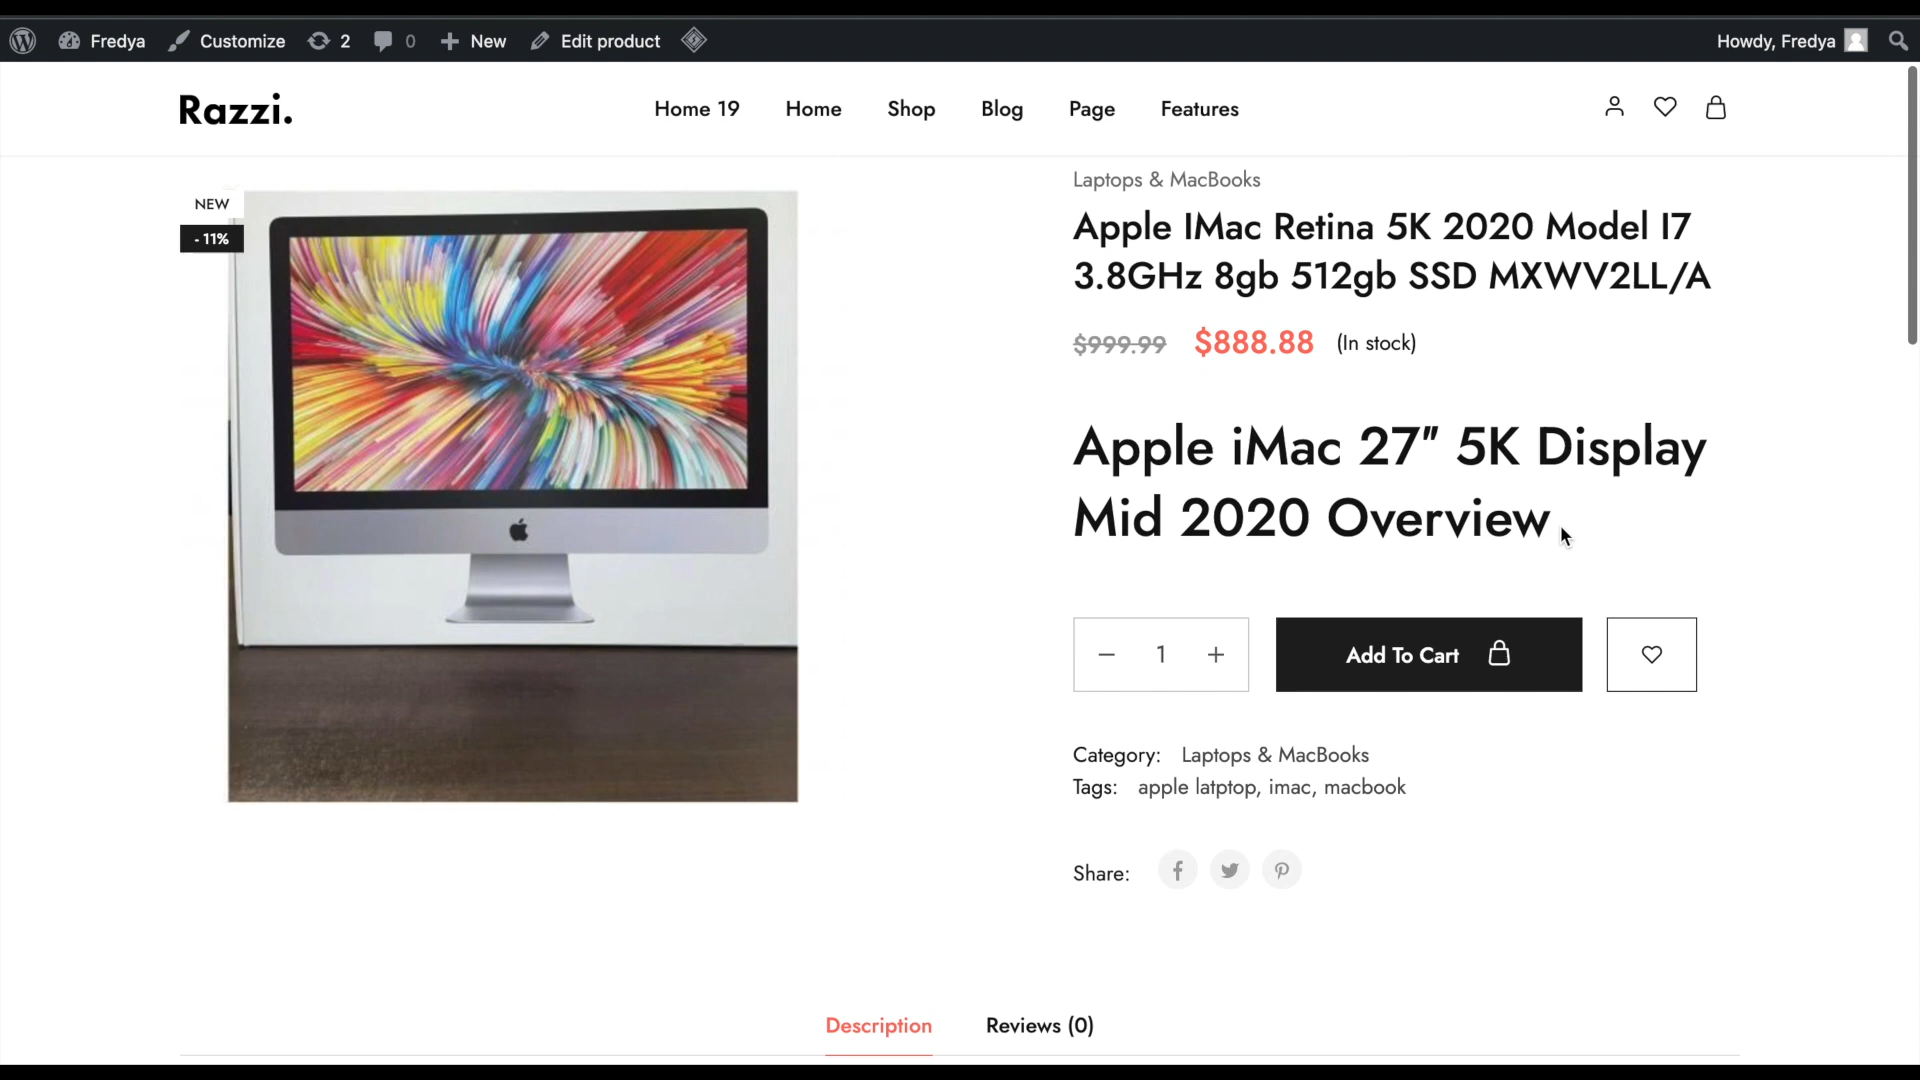 Fredya Customize 2 0 New Edit product Howdy, Fredya
Razzi. Home 19 Home Shop Blog Page Features
NEW
- 11%
Laptops & MacBooks
Apple IMac Retina 5K 2020 Model I7
3.8GHz 8gb 512gb SSD MXWV2LL/A
$999.99 $888.88 (In stock)
Apple iMac 27″ 5K Display
Mid 2020 Overview
1 Add To Cart
Category: Laptops & MacBooks
Tags: apple latptop, imac, macbook
Share:
Description Reviews (0)